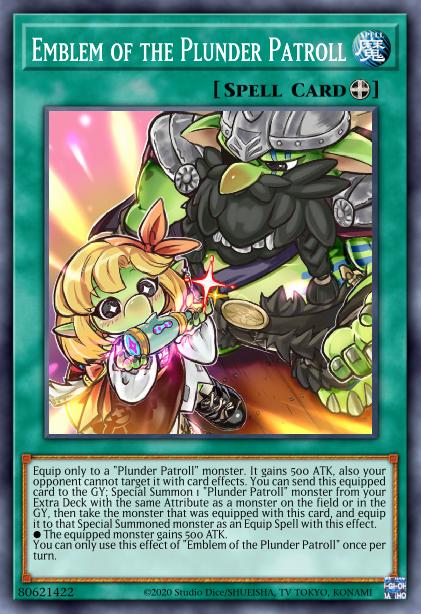 EMBLEM OF THE PLUNDER PATROLL
SPELL
魔
[SPELL CARD]
Equip only to a "Plunder Patroll" monster. It gains 500 ATK, also your
opponent cannot target it with card effects. You can send this equipped
card to the GY; Special Summon 1 "Plunder Patroll" monster from your
Extra Deck with the same Attribute as a monster on the field or in the
GY, then take the monster that was equipped with this card, and equip
it to that Special Summoned monster as an Equip Spell with this effect.
● The equipped monster gains 500 ATK.
You can only use this effect of "Emblem of the Plunder Patroll" once per
turn.
80621422
©2020 Studio Dice/SHUEISHA, TV TOKYO, KONAMI